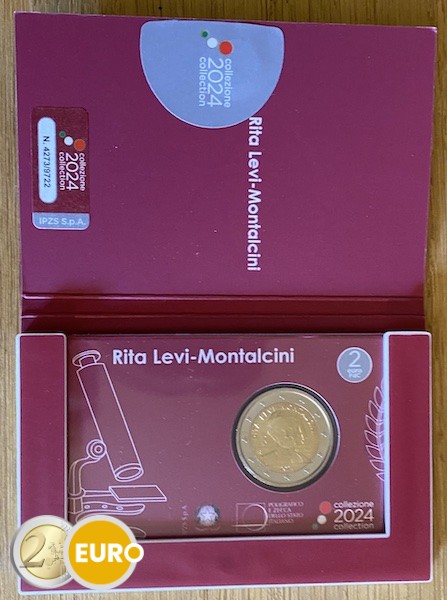 collezione
2024
collection
Rita Levi-Montalcini
N. 4273/9722
collezione
2024
collection
IPZS S.p.A.
Rita Levi-Montalcini
2
euro
POLIGRAFICO
E ZECCA
DELLO STATO
ITALIANO
collezione
2024
collection
2
EURO